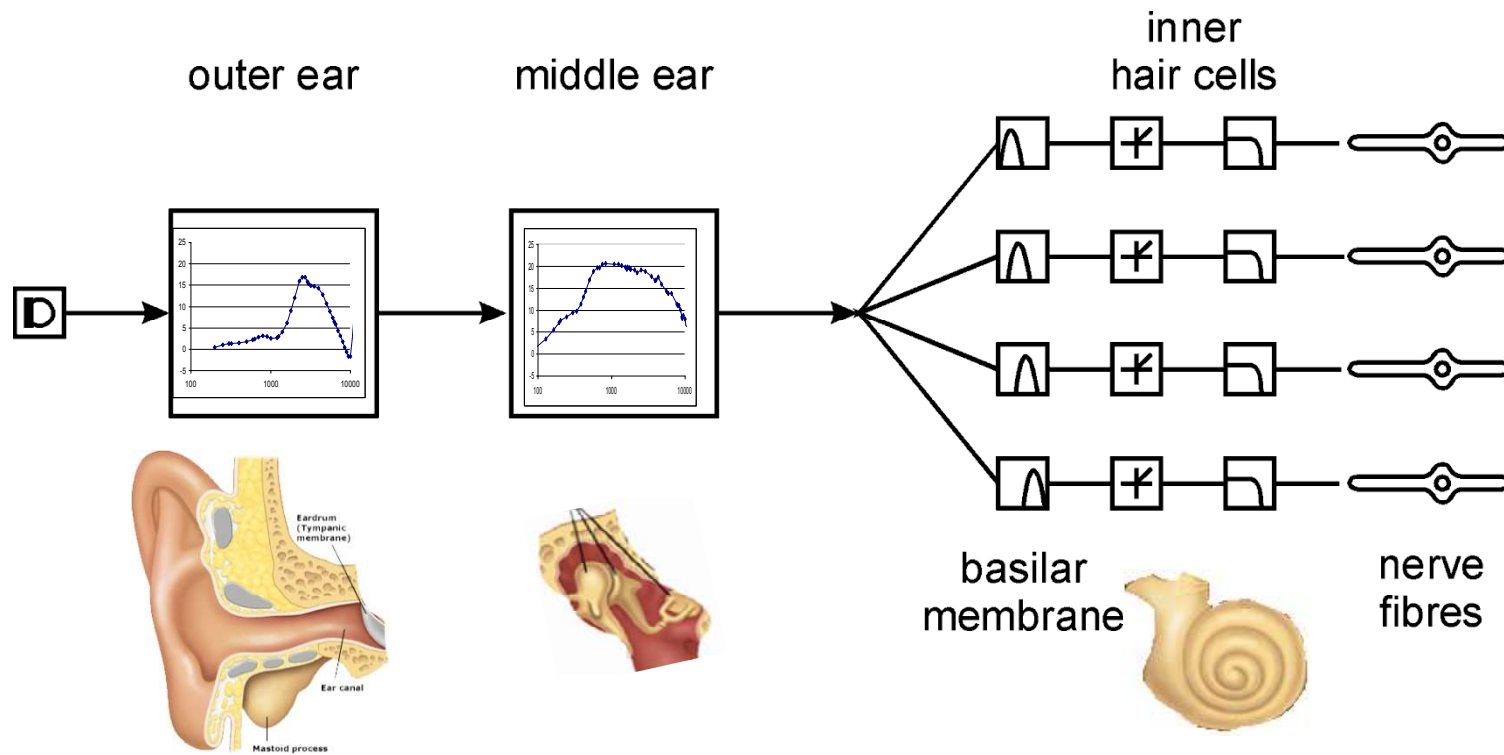 outer ear
middle ear
inner
hair cells
25
20
15
10
5
0
-5
100
1000
10000
25
20
15
10
5
0
-5
100
1000
10000
Eardrum
(Tympanic
membrane)
Ear canal
Mastoid process
basilar
membrane
nerve
fibres